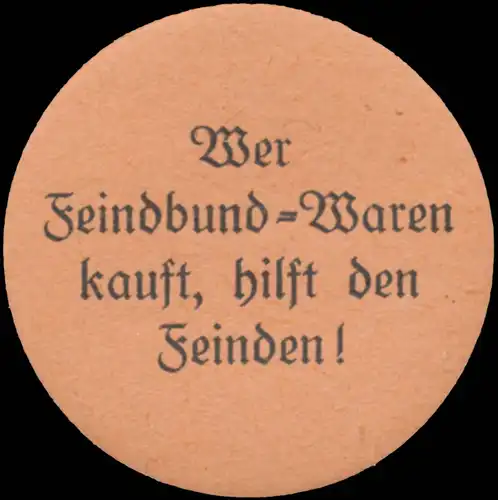 Wer
Feindbund-Waren
kauft, hilft den
Feinden!